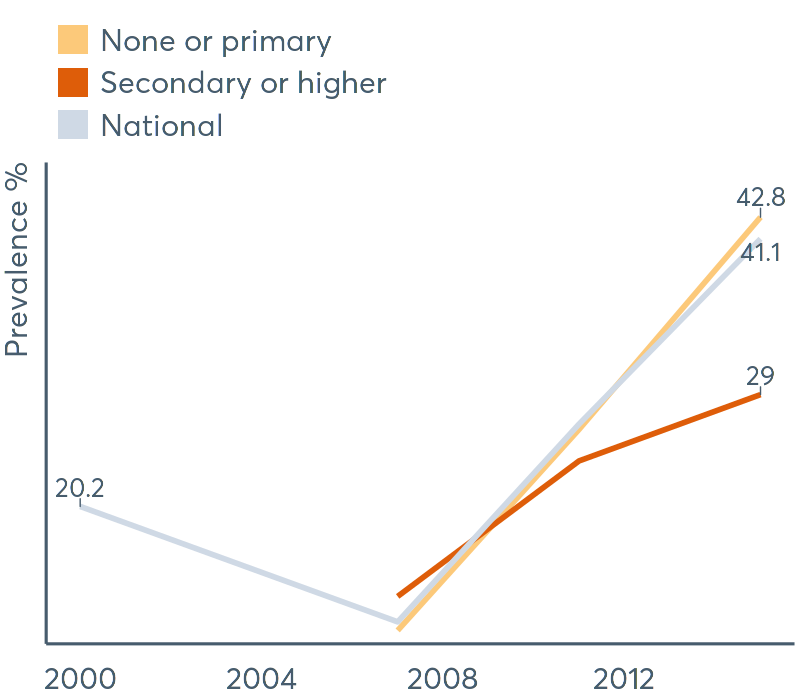 None or primary
Secondary or higher
National
Prevalence %
42.8
41.1
29
20.2
2000 2004 2008 2012